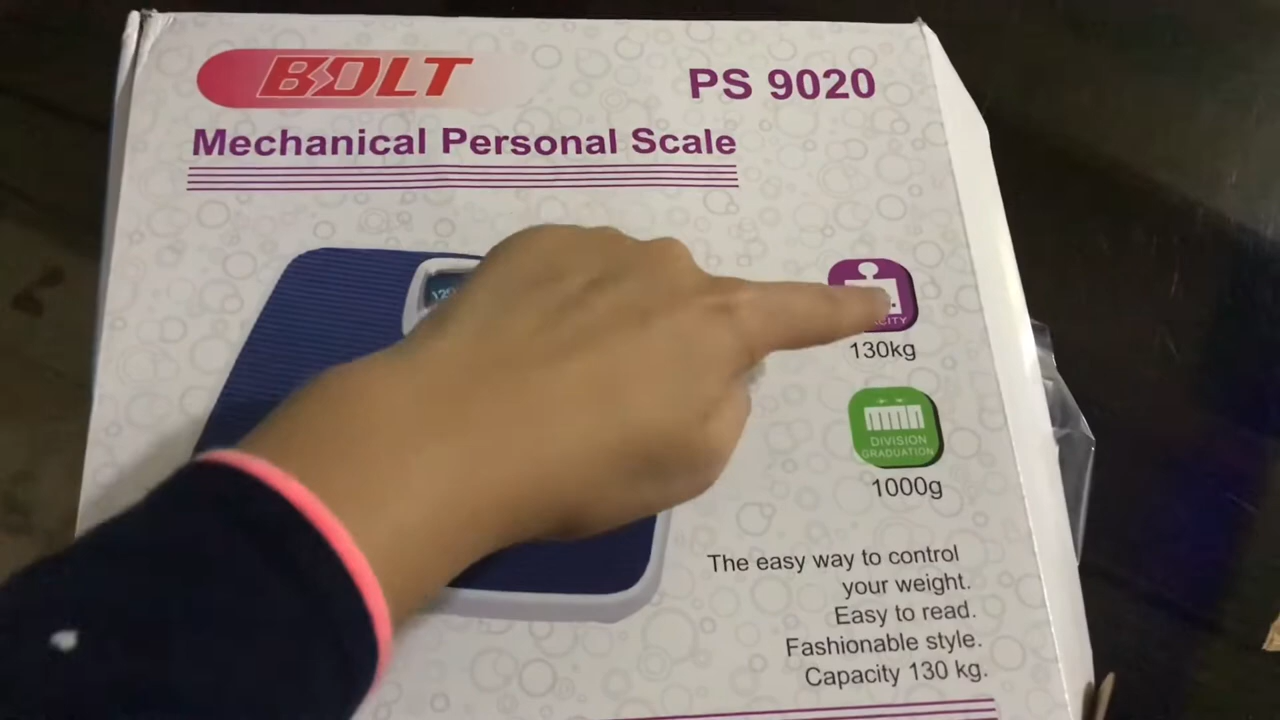 BOLT
PS 9020
Mechanical Personal Scale
130kg
DIVISION
GRADUATION
1000g
The easy way to control
your weight.
Easy to read.
Fashionable style.
Capacity 130 kg.